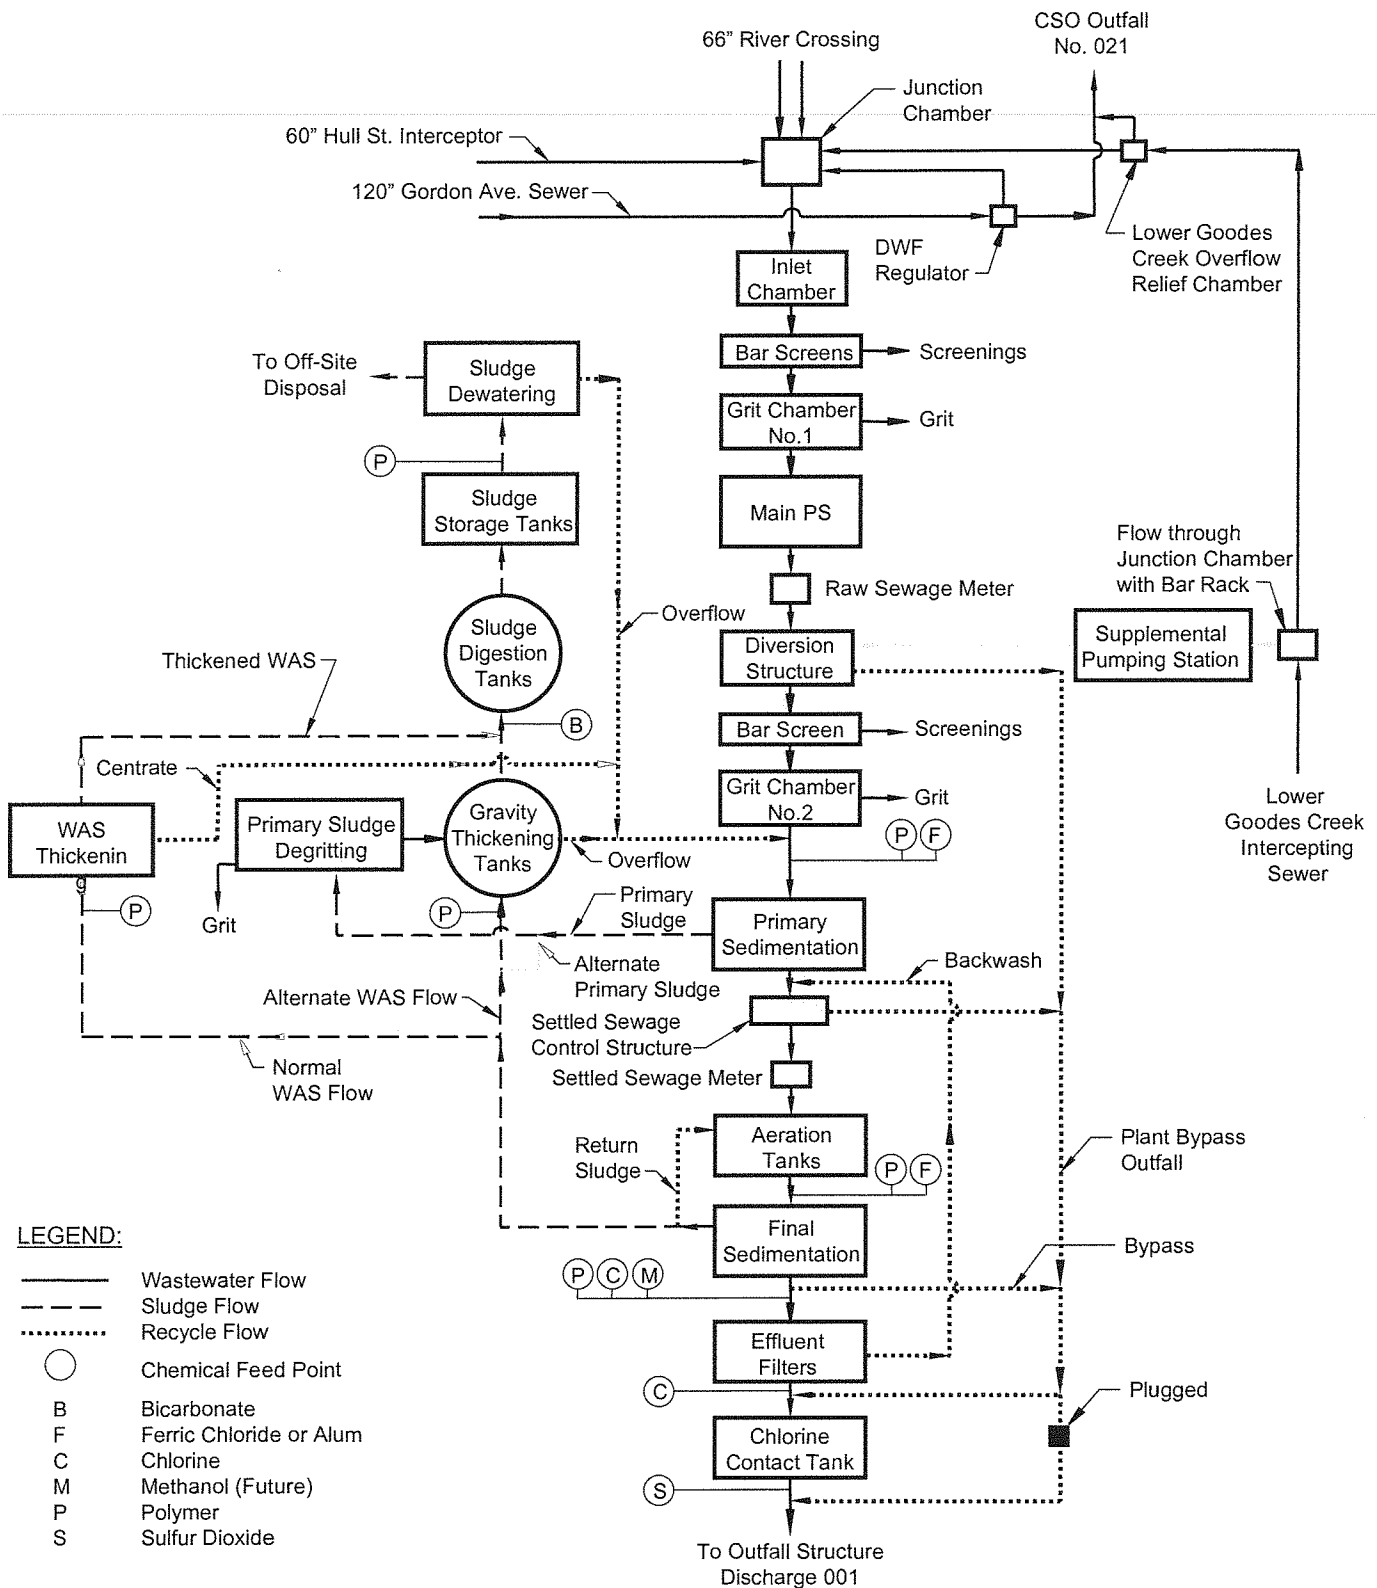 CSO Outfall
No. 021
66" River Crossing
Junction
Chamber
60" Hull St. Interceptor
120" Gordon Ave. Sewer
DWF
Regulator
Lower Goodes
Creek Overflow
Relief Chamber
Inlet
Chamber
Bar Screens
Screenings
To Off-Site
Disposal
Sludge
Dewatering
Grit Chamber
No.1
Grit
P
Sludge
Storage Tanks
Main PS
Flow through
Junction Chamber
with Bar Rack
Raw Sewage Meter
Overflow
Sludge
Digestion
Tanks
Diversion
Structure
Supplemental
Pumping Station
Thickened WAS
B
Bar Screen
Screenings
Centrate
Grit Chamber
No.2
Grit
Lower
Goodes Creek
Intercepting
Sewer
WAS
Thickenin
g
Primary Sludge
Degritting
Gravity
Thickening
Tanks
Overflow
P
F
P
Grit
P
Primary
Sludge
Primary
Sedimentation
Alternate
Primary Sludge
Backwash
Alternate WAS Flow
Settled Sewage
Control Structure
Normal
WAS Flow
Settled Sewage Meter
Return
Sludge
Aeration
Tanks
P
F
Plant Bypass
Outfall
Final
Sedimentation
Bypass
P
C
M
Effluent
Filters
C
Plugged
Chlorine
Contact Tank
S
To Outfall Structure
Discharge 001
LEGEND:
Wastewater Flow
Sludge Flow
Recycle Flow
Chemical Feed Point
B Bicarbonate
F Ferric Chloride or Alum
C Chlorine
M Methanol (Future)
P Polymer
S Sulfur Dioxide